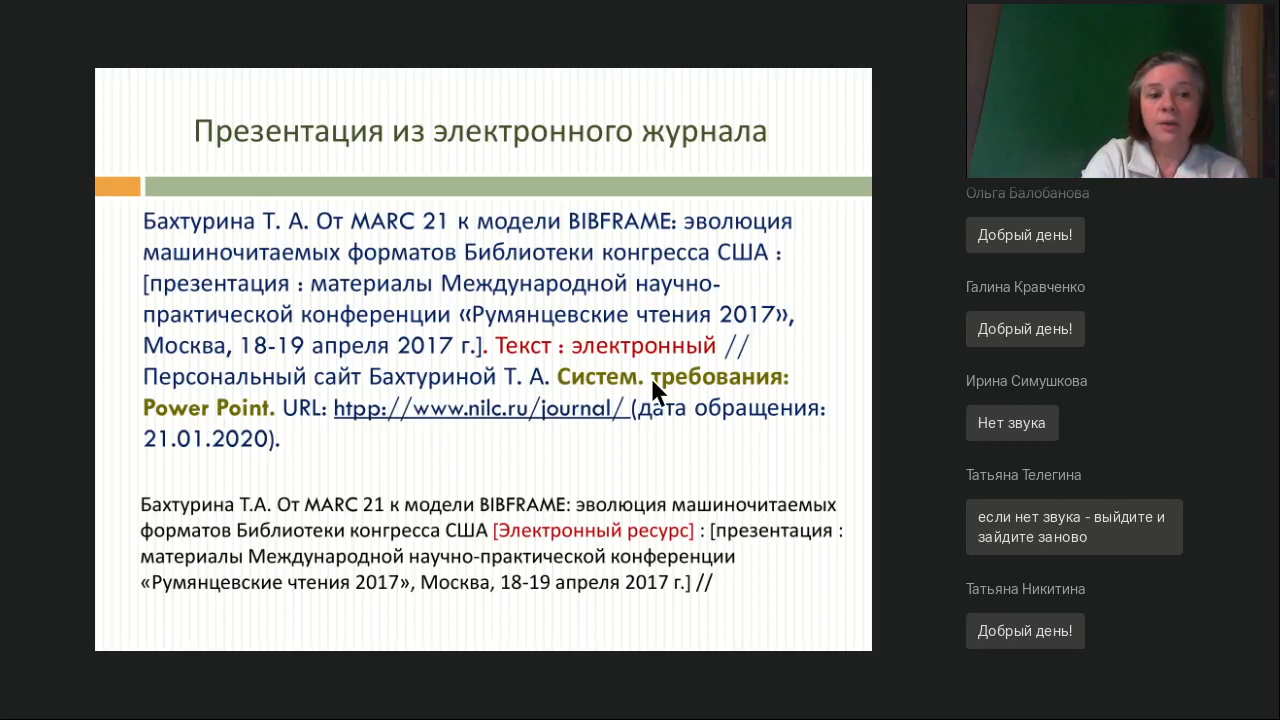 Презентация из электронного журнала
Бахтурина Т. А. От MARC 21 к модели BIBFRAME: эволюция
машиночитаемых форматов Библиотеки конгресса США :
[презентация : материалы Международной научно-
практической конференции «Румянцевские чтения 2017»,
Москва, 18-19 апреля 2017 г.]. Текст : электронный //
Персональный сайт Бахтуриной Т. А. Систем. требования:
Power Point. URL: htpp://www.nilc.ru/journal/ (дата обращения:
21.01.2020).
Бахтурина Т.А. От MARC 21 к модели BIBFRAME: эволюция машиночитаемых
форматов Библиотеки конгресса США [Электронный ресурс] : [презентация :
материалы Международной научно-практической конференции
«Румянцевские чтения 2017», Москва, 18-19 апреля 2017 г.] //
Ольга Балобанова
Добрый день!
Галина Кравченко
Добрый день!
Ирина Симушкова
Нет звука
Татьяна Телегина
если нет звука - выйдите и
зайдите заново
Татьяна Никитина
Добрый день!